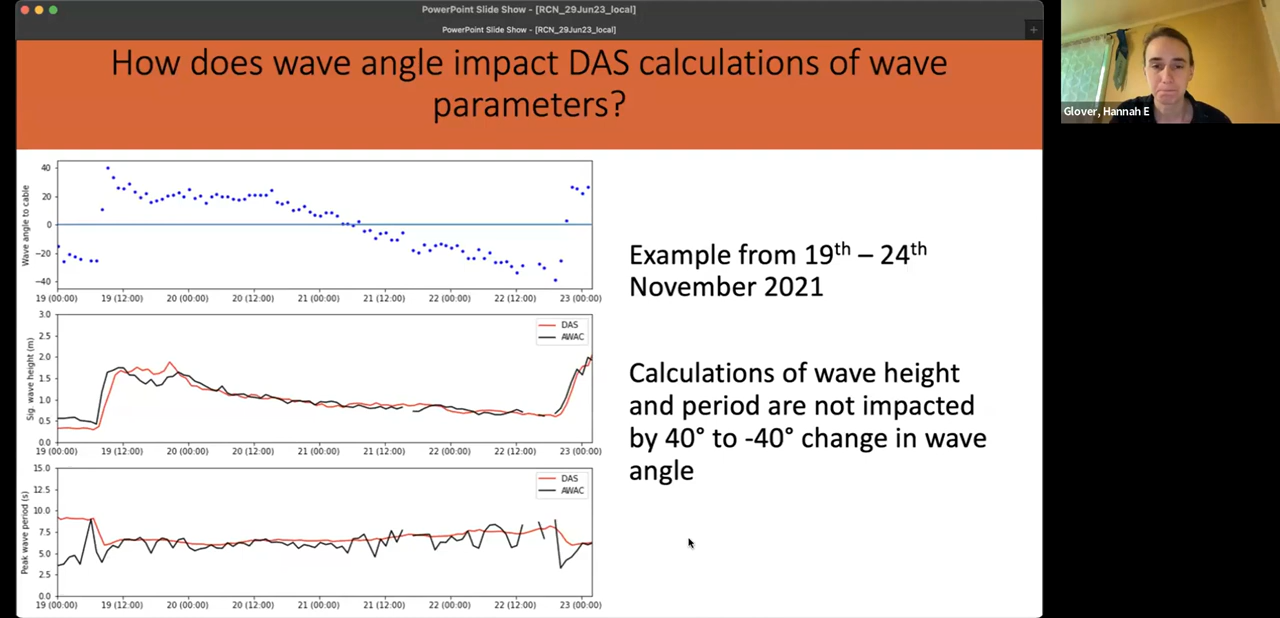 PowerPoint Slide Show - [RCN_29Jun23_local]
PowerPoint Slide Show - [RCN_29Jun23_local]
+
How does wave angle impact DAS calculations of wave
parameters?
Glover, Hannah E
Wave angle to cable
40
20
0
−20
−40
19 (00:00) 19 (12:00) 20 (00:00) 20 (12:00) 21 (00:00) 21 (12:00) 22 (00:00) 22 (12:00) 23 (00:00)
Sig. wave height (m)
3.0
2.5
2.0
1.5
1.0
0.5
0.0
DAS
AWAC
19 (00:00) 19 (12:00) 20 (00:00) 20 (12:00) 21 (00:00) 21 (12:00) 22 (00:00) 22 (12:00) 23 (00:00)
Peak wave period (s)
15.0
12.5
10.0
7.5
5.0
2.5
0.0
DAS
AWAC
19 (00:00) 19 (12:00) 20 (00:00) 20 (12:00) 21 (00:00) 21 (12:00) 22 (00:00) 22 (12:00) 23 (00:00)
Example from 19th – 24th
November 2021
Calculations of wave height
and period are not impacted
by 40° to -40° change in wave
angle